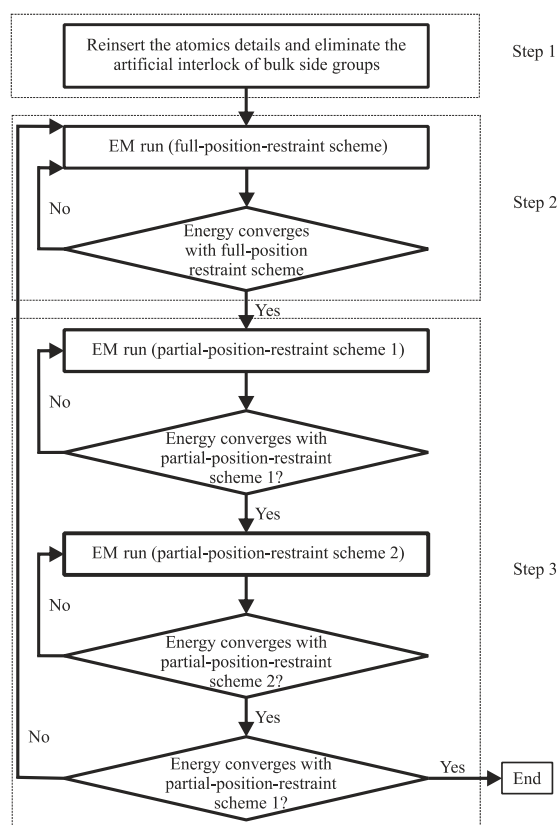 Reinsert the atomics details and eliminate the
artificial interlock of bulk side groups
Step 1
EM run (full-position-restraint scheme)
No
Step 2
Energy converges
with full-position
restraint scheme
Yes
EM run (partial-position-restraint scheme 1)
No
Energy converges with
partial-position-restraint
scheme 1?
Yes
EM run (partial-position-restraint scheme 2)
Step 3
No
Energy converges with
partial-position-restraint
scheme 2?
Yes
No
Energy converges with
partial-position-restraint
scheme 1?
Yes
End